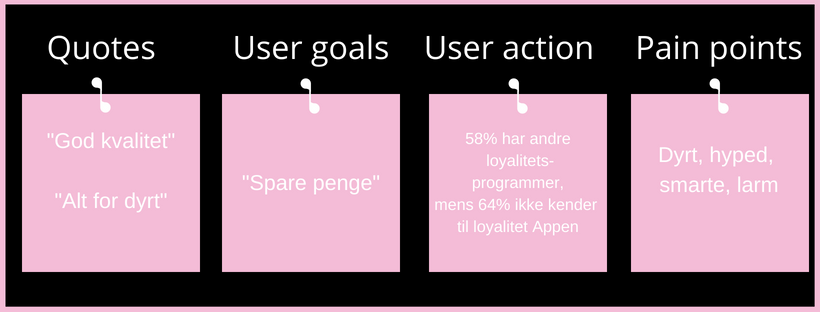 Quotes
"God kvalitet"
"Alt for dyrt"
User goals
"Spare penge"
User action
58% har andre
loyalitets-
programmer,
mens 64% ikke kender
til loyalitet Appen
Pain points
Dyrt, hyped,
smarte, larm